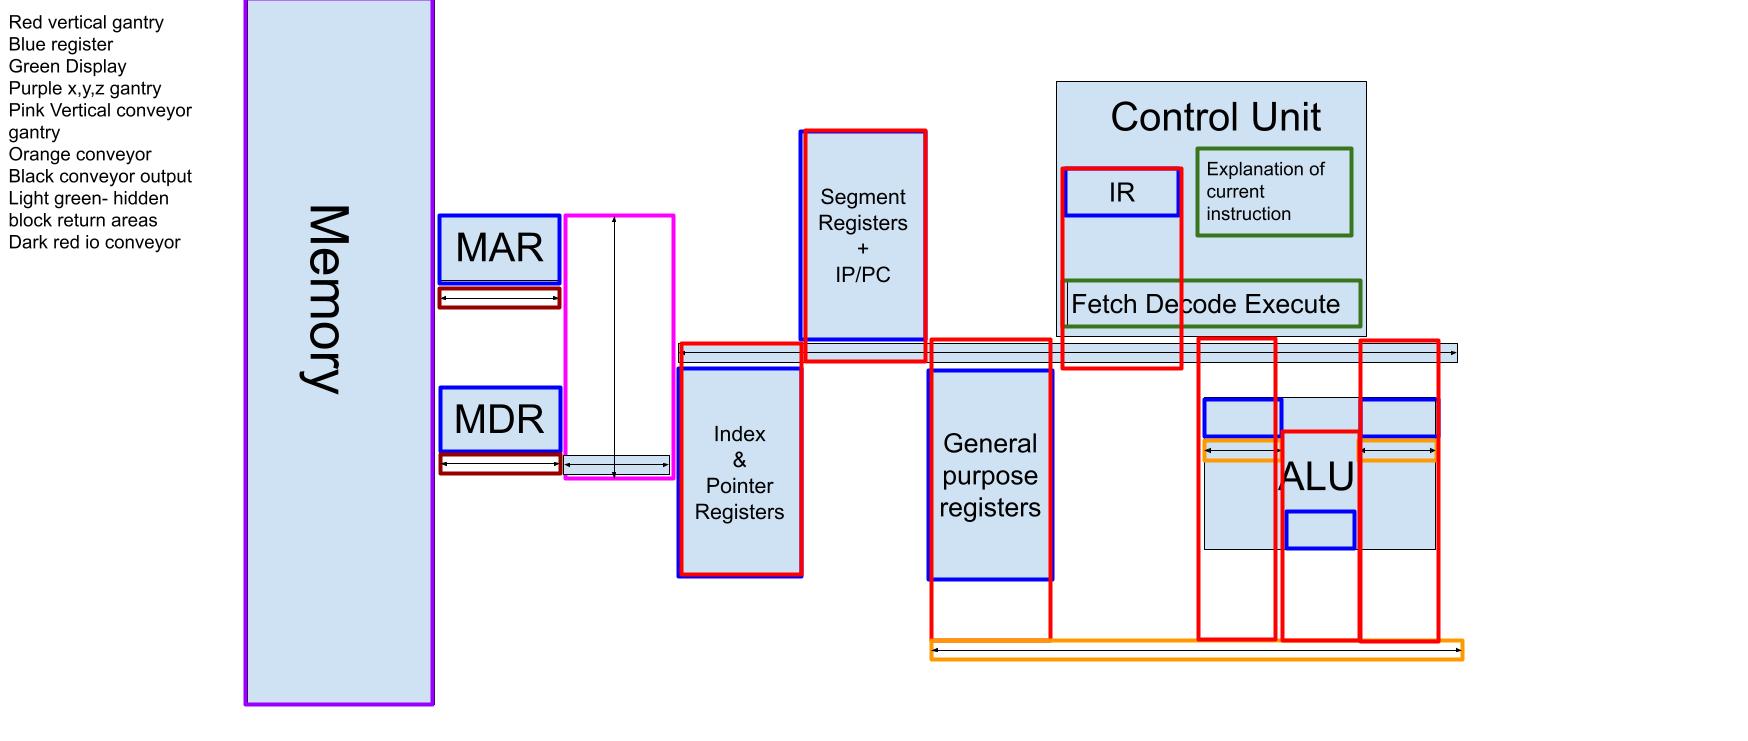 Red vertical gantry
Blue register
Green Display
Purple x,y,z gantry
Pink Vertical conveyor
gantry
Orange conveyor
Black conveyor output
Light green- hidden
block return areas
Dark red io conveyor
Memory
MAR
MDR
Segment
Registers
+
IP/PC
Index
&
Pointer
Registers
General
purpose
registers
Control Unit
IR
Explanation of
current
instruction
Fetch Decode Execute
ALU